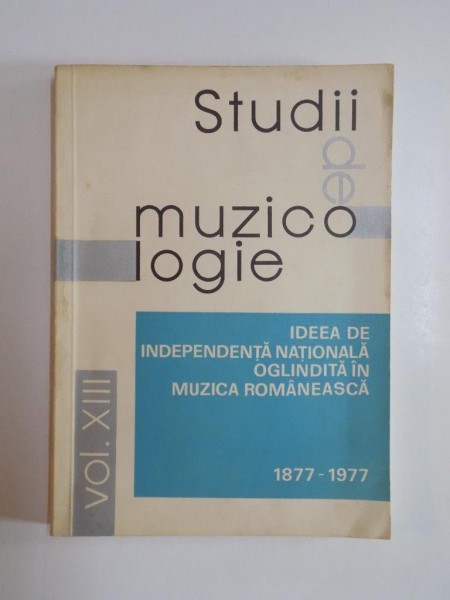 Studii
de
muzico
logie
IDEEA DE
INDEPENDENȚĂ NAȚIONALĂ
OGLINDITĂ ÎN
MUZICA ROMÂNEASCĂ
1877-1977
vol. XIII